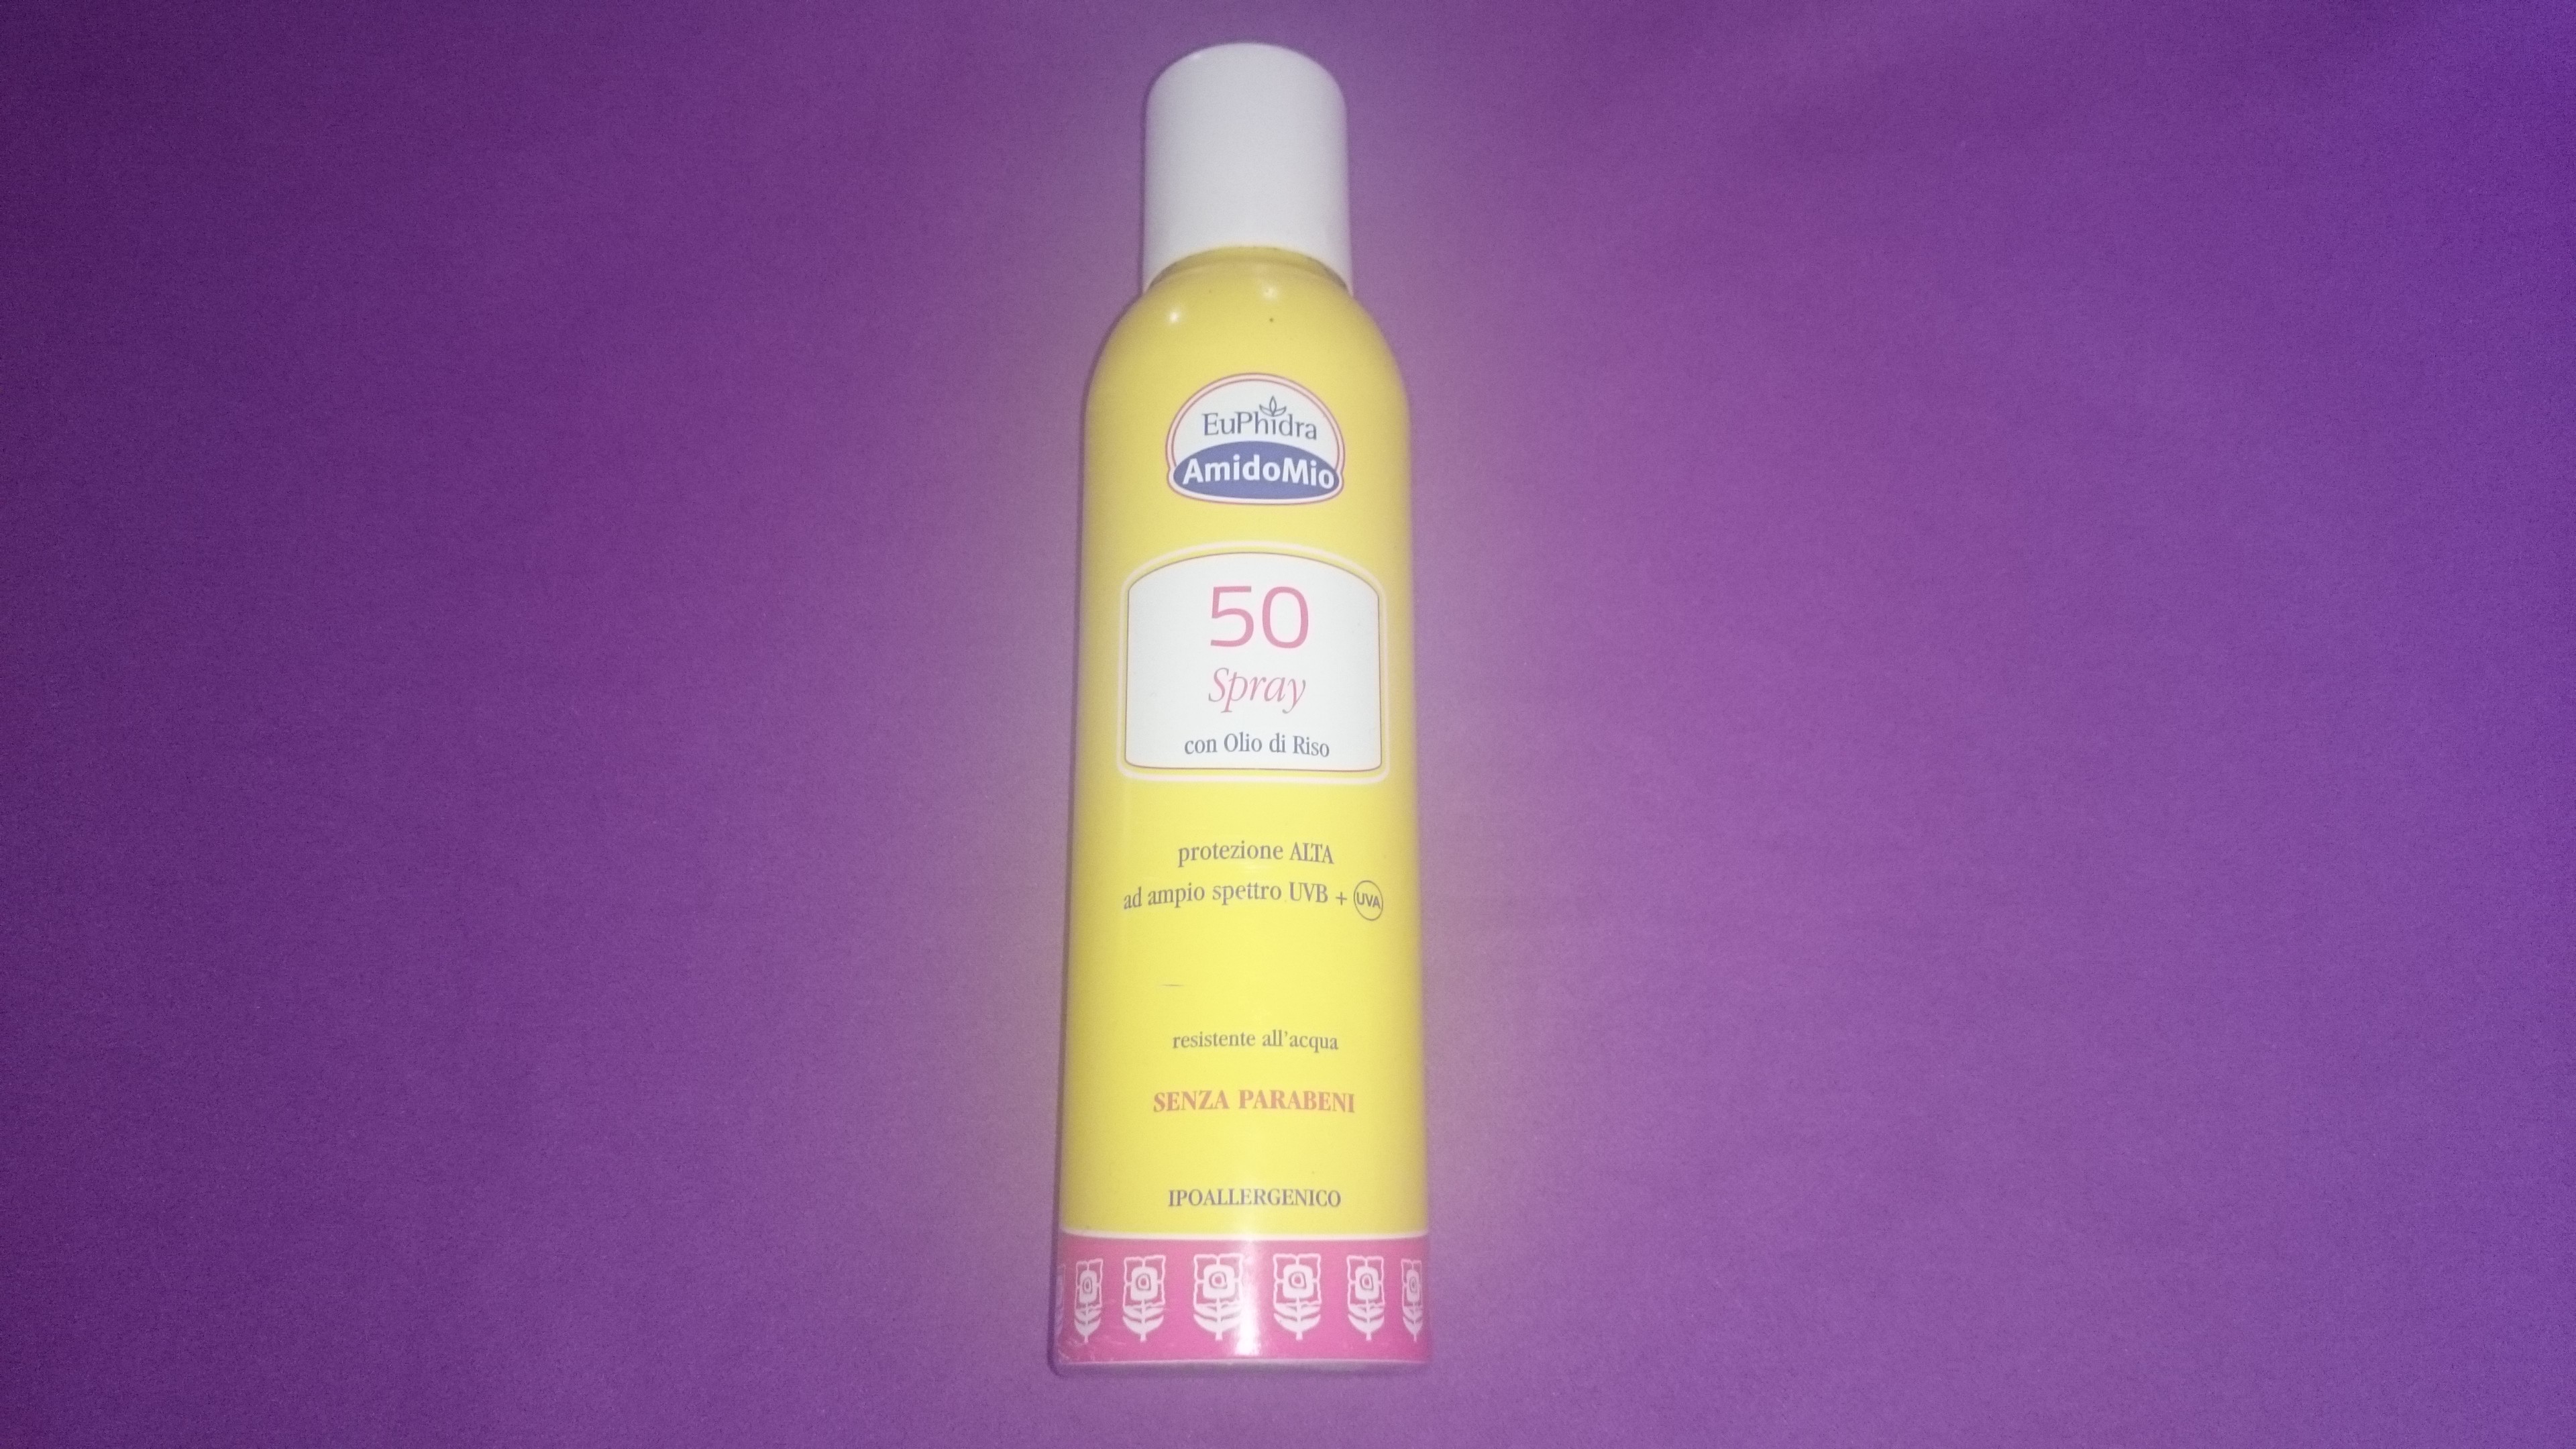 EuPhidra
AmidoMio
50
Spray
con Olio di Riso
protezione ALTA
ad ampio spettro UVB + UVA
resistente all'acqua
SENZA PARABENI
IPOALLERGENICO